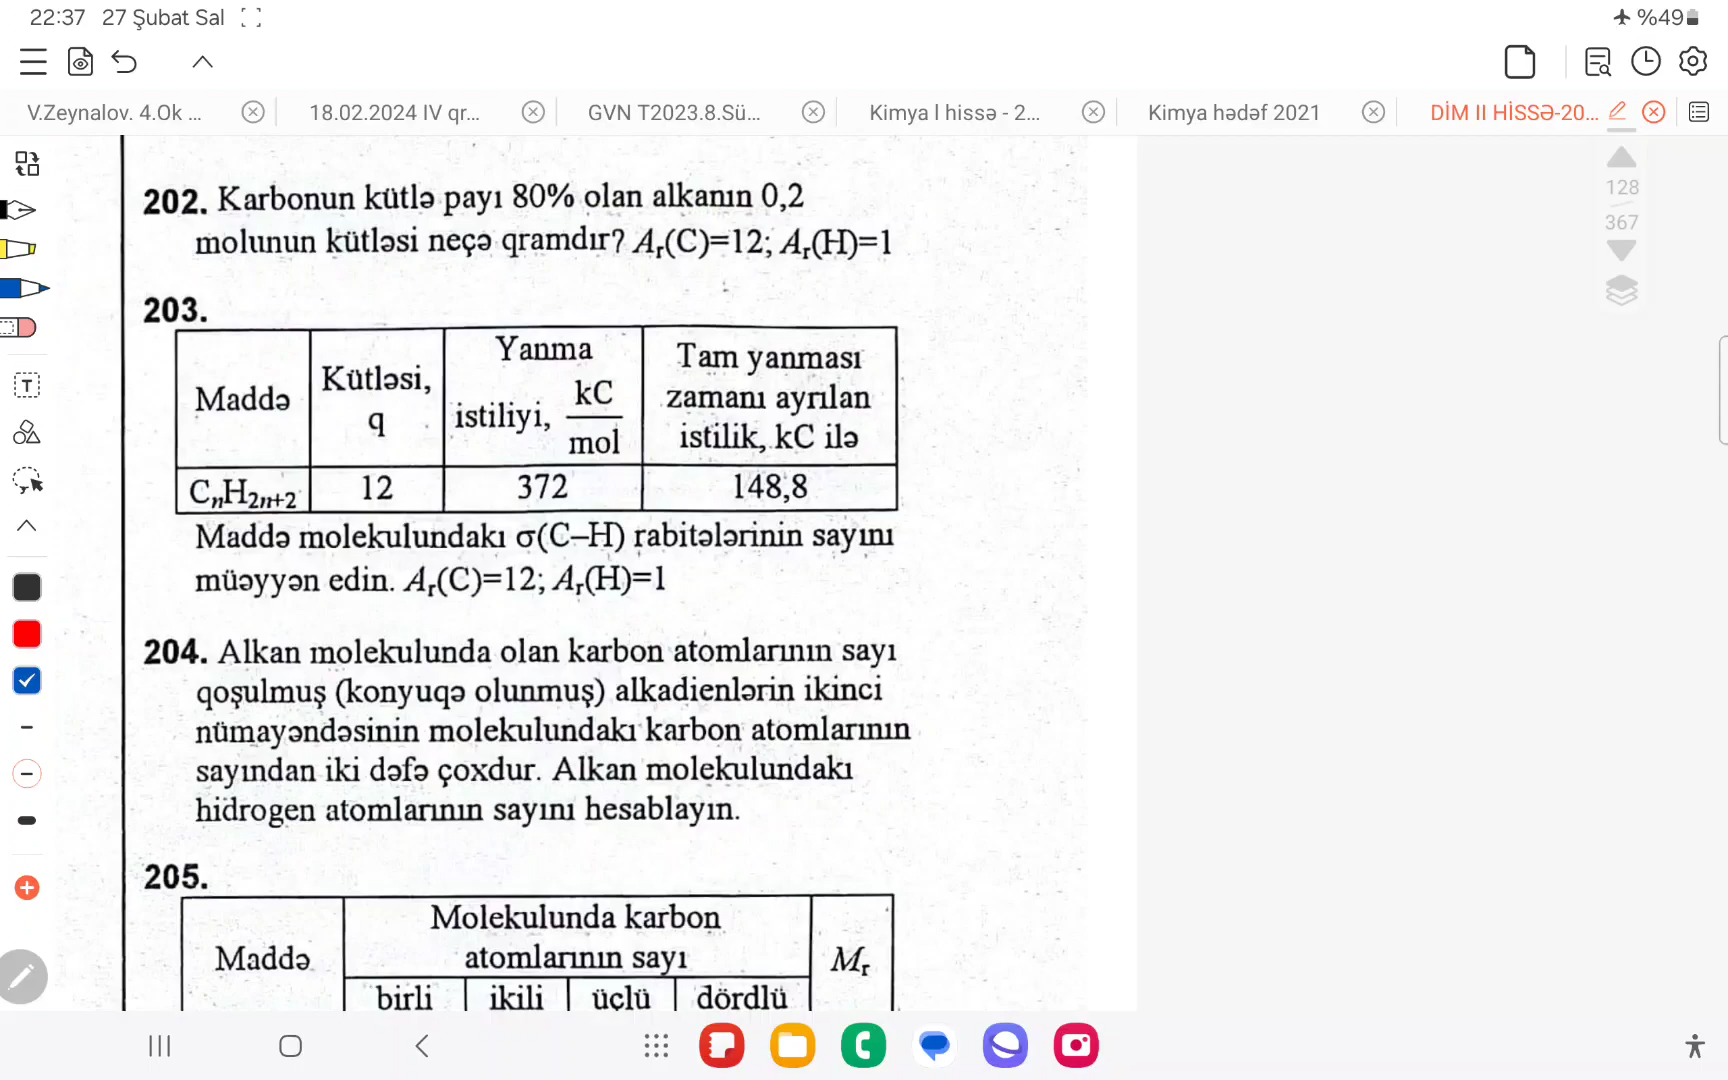 22:37 27 Şubat Sal
%49
V.Zeynalov. 4.Ok ...
18.02.2024 IV qr...
GVN T2023.8.Sü...
Kimya l hissə - 2...
Kimya hədəf 2021
DİM II HİSSƏ-20...
128
367
T
202. Karbonun kütlə payı 80% olan alkanın 0,2
molunun kütləsi neçə qramdır? Aᵣ(C)=12; Aᵣ(H)=1
203.
Maddə
Kütləsi,
q
Yanma
istiliyi, kC/mol
Tam yanması
zamanı ayrılan
istilik, kC ilə
CₙH₂ₙ₊₂ 12 372 148,8
Maddə molekulundakı σ(C–H) rabitələrinin sayını
müəyyən edin. Aᵣ(C)=12; Aᵣ(H)=1
204. Alkan molekulunda olan karbon atomlarının sayı
qoşulmuş (konyuqə olunmuş) alkadienlərin ikinci
nümayəndəsinin molekulundakı karbon atomlarının
sayından iki dəfə çoxdur. Alkan molekulundakı
hidrogen atomlarının sayını hesablayın.
205.
Maddə
Molekulunda karbon
atomlarının sayı
Mᵣ
birli ikili üçlü dördlü